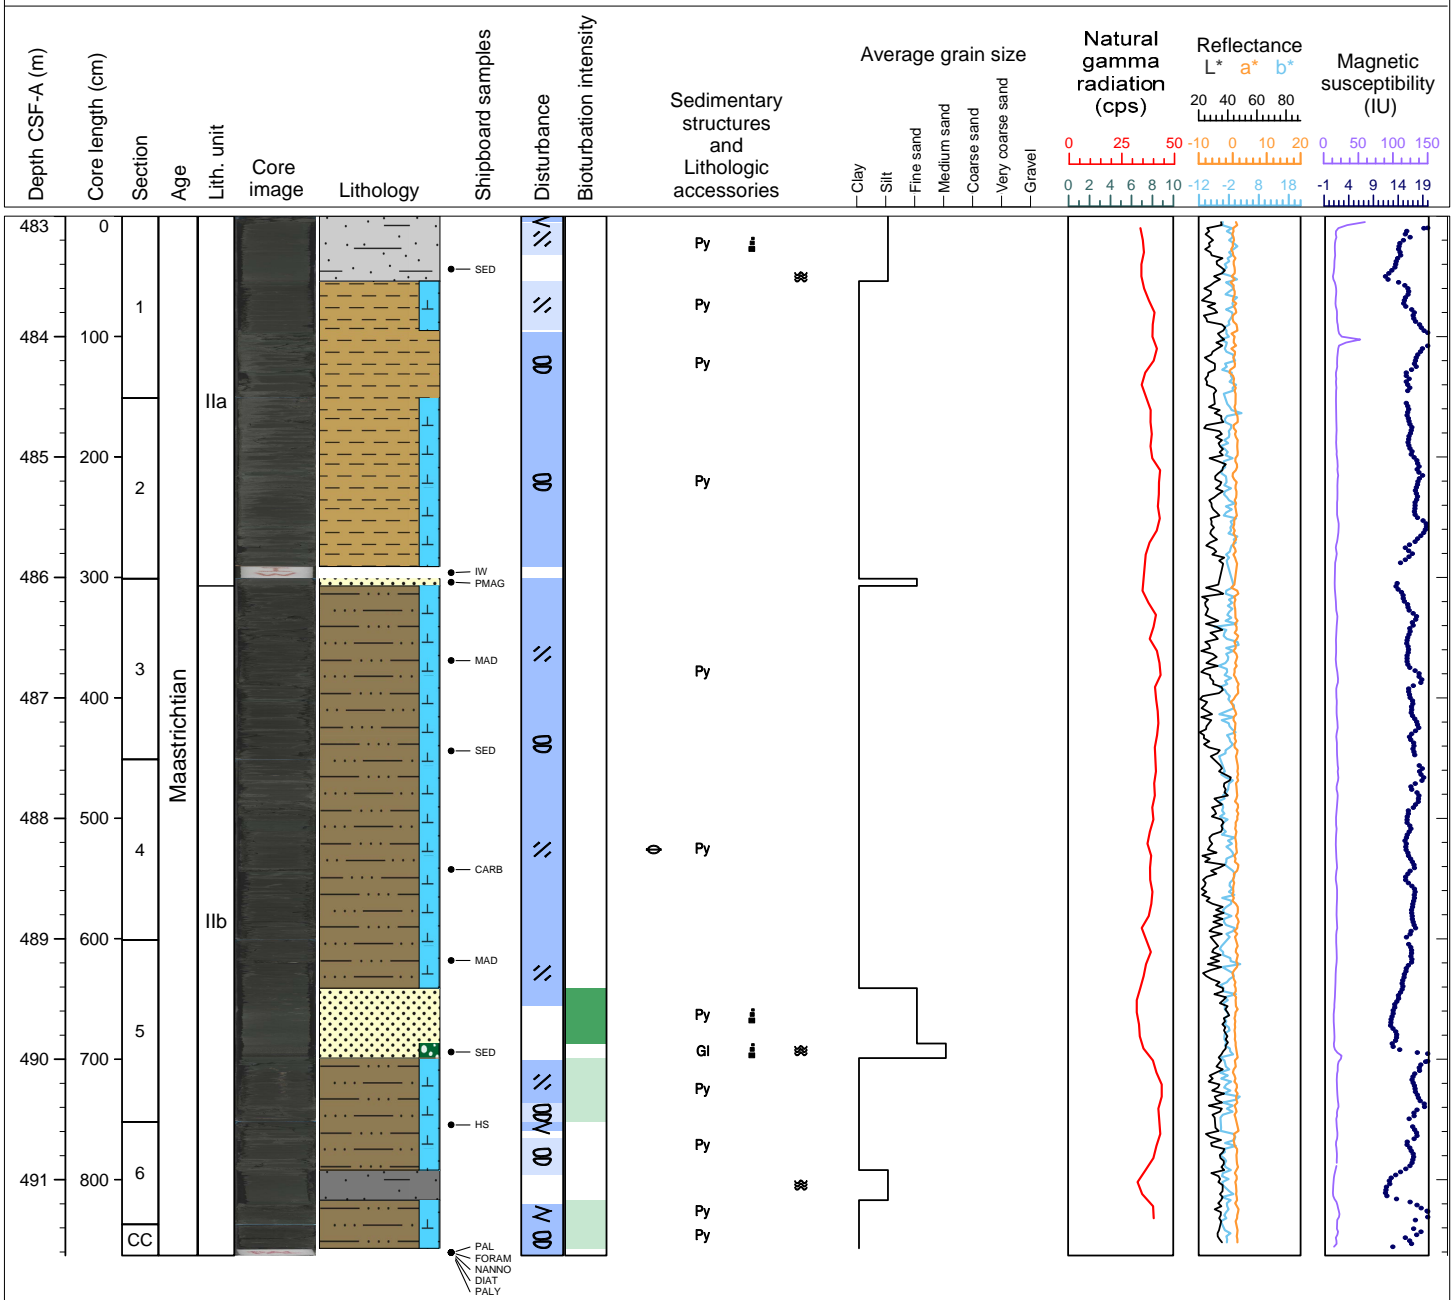 Depth CSF-A (m)
Core length (cm)
Section
Age
Lith. unit
Core
image
Lithology
Shipboard samples
Disturbance
Bioturbation intensity
Sedimentary
structures
and
Lithologic
accessories
Average grain size
Clay
Silt
Fine sand
Medium sand
Coarse sand
Very coarse sand
Gravel
Natural
gamma
radiation
(cps)
0 25 50
0 2 4 6 8 10
Reflectance
L* a* b*
20 40 60 80
-10 0 10 20
-12 -2 8 18
Magnetic
susceptibility
(IU)
0 50 100 150
-1 4 9 14 19
483 0
Py
SED
1
Py
484 100
Py
IIa
485 200
2
Py
IW
486 300
PMAG
MAD
3
Py
487 400
Maastrichtian
SED
488 500
4
Py
CARB
IIb
489 600
MAD
Py
5
SED
Gl
490 700
Py
HS
Py
6
491 800
Py
CC
Py
PAL
FORAM
NANNO
DIAT
PALY